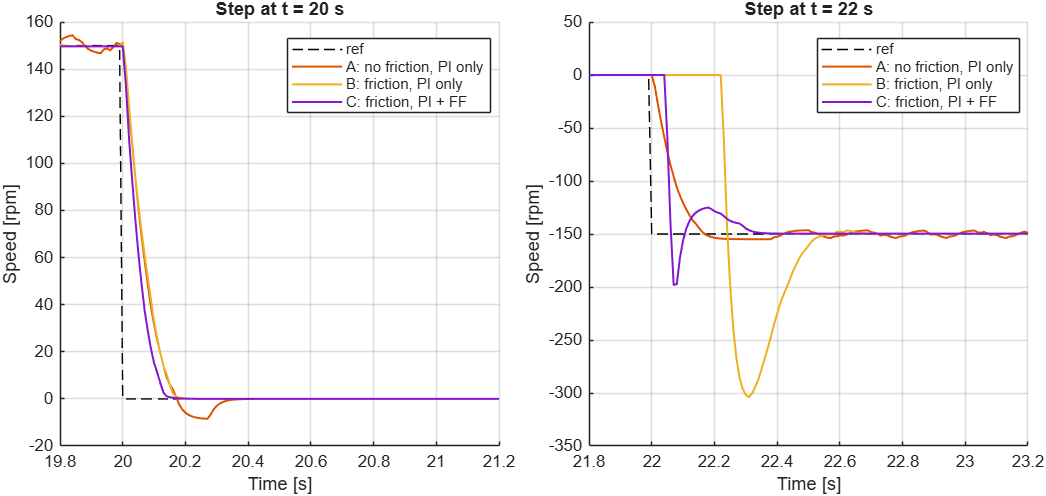 Step at t = 20 s
Speed [rpm]
160
140
120
100
80
60
40
20
0
-20
ref
A: no friction, PI only
B: friction, PI only
C: friction, PI + FF
19.8 20 20.2 20.4 20.6 20.8 21 21.2
Time [s]
Step at t = 22 s
Speed [rpm]
50
0
-50
-100
-150
-200
-250
-300
-350
ref
A: no friction, PI only
B: friction, PI only
C: friction, PI + FF
21.8 22 22.2 22.4 22.6 22.8 23 23.2
Time [s]